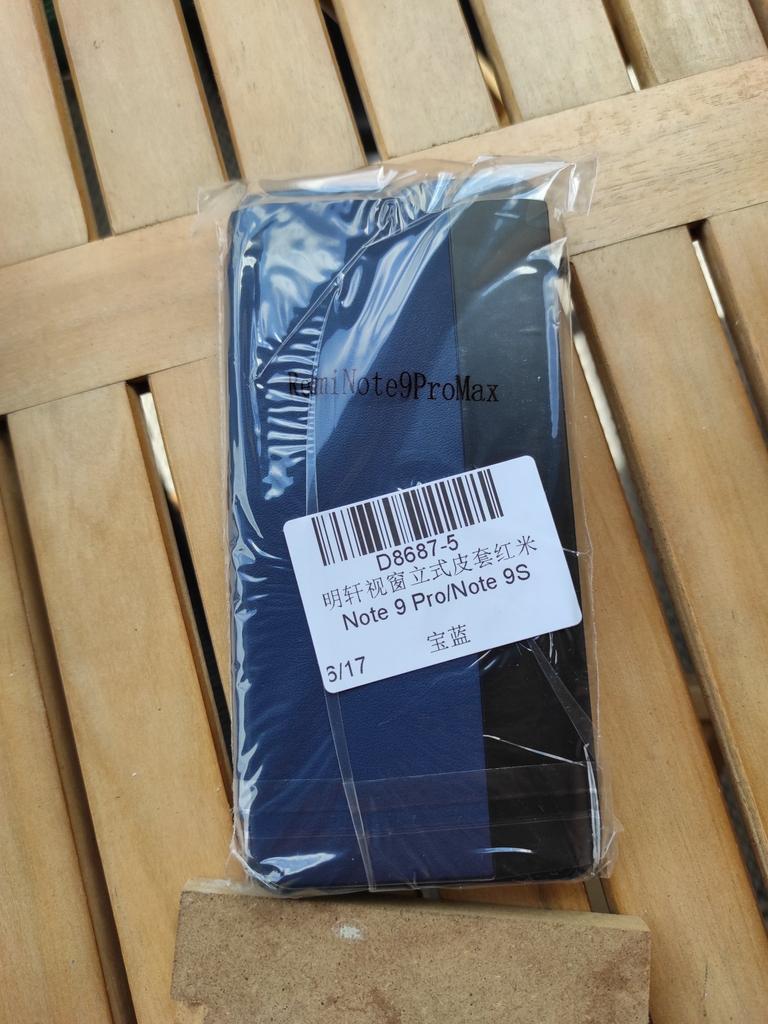 RemiNote9ProMax
D8687-5
明轩视窗立式皮套红米
Note 9 Pro/Note 9S
宝蓝
6/17